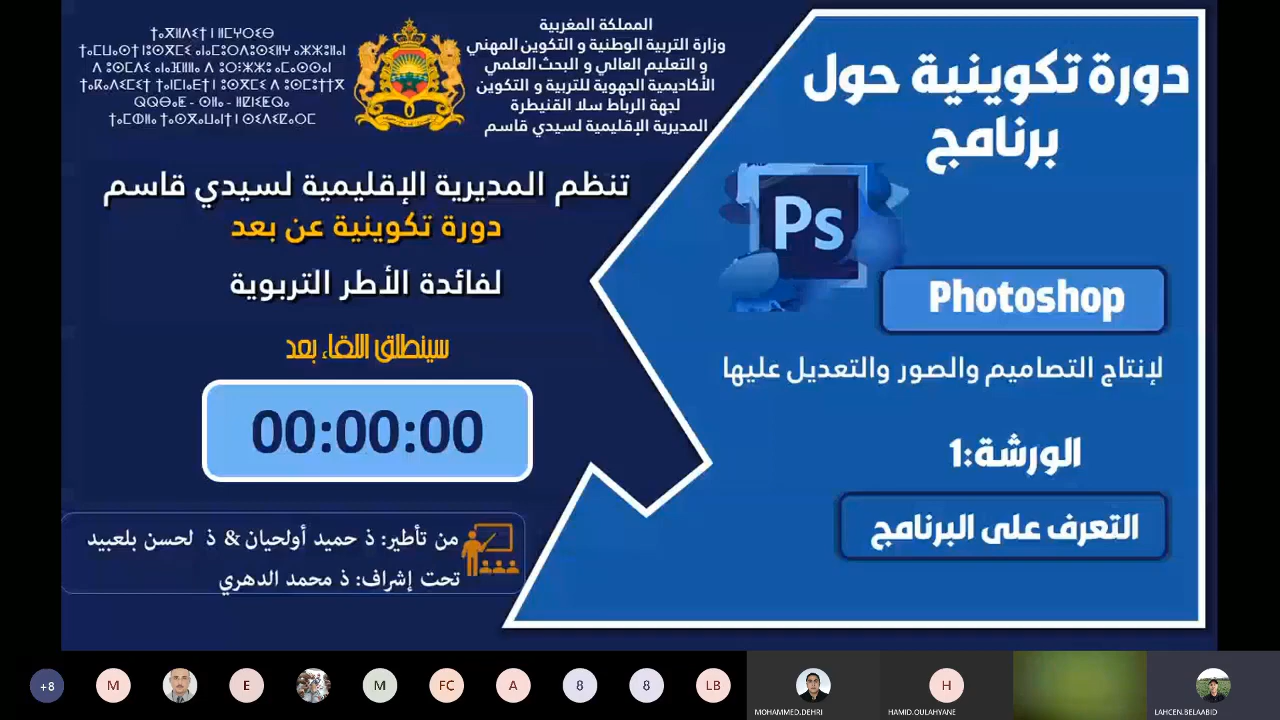 المملكة المغربية
وزارة التربية الوطنية و التكوين المهني
و التعليم العالي و البحث العلمي
الأكاديمية الجهوية للتربية و التكوين
لجهة الرباط سلا القنيطرة
المديرية الإقليمية لسيدي قاسم
دورة تكوينية حول
برنامج
Ps
Photoshop
لإنتاج التصاميم والصور والتعديل عليها
الورشة:1
التعرف على البرنامج
تنظم المديرية الإقليمية لسيدي قاسم
دورة تكوينية عن بعد
لفائدة الأطر التربوية
سينطلق اللقاء بعد
00:00:00
من تأطير: ذ حميد أولحيان & ذ لحسن بلعبيد
تحت إشراف: ذ محمد الدهري
+8
M
E
M
FC
A
8
8
LB
H
MOHAMMED.DEHRI
HAMID.OULAHYANE
LAHCEN.BELAABID